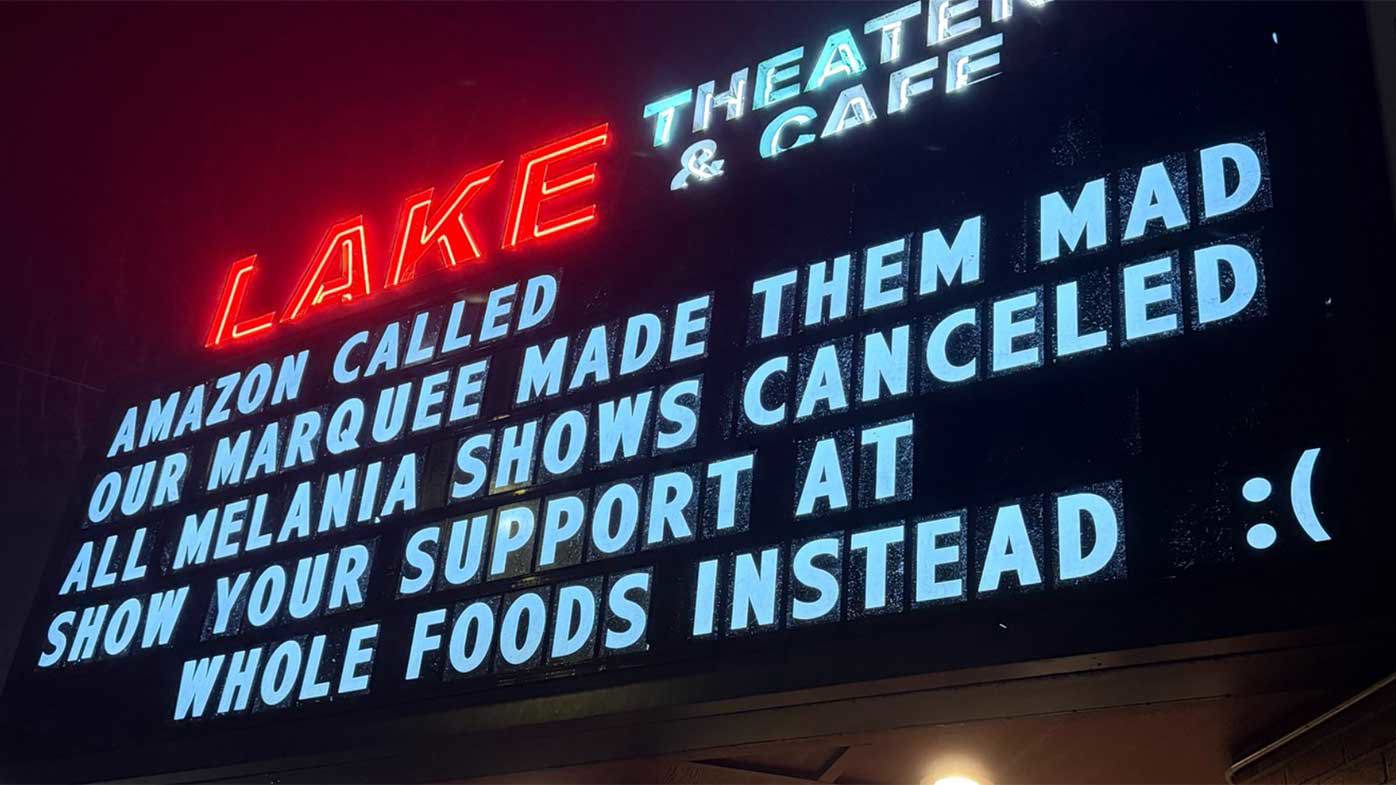 LAKE THEATER
& CAFE
AMAZON CALLED
OUR MARQUEE MADE THEM MAD
ALL MELANIA SHOWS CANCELED
SHOW YOUR SUPPORT AT
WHOLE FOODS INSTEAD :(